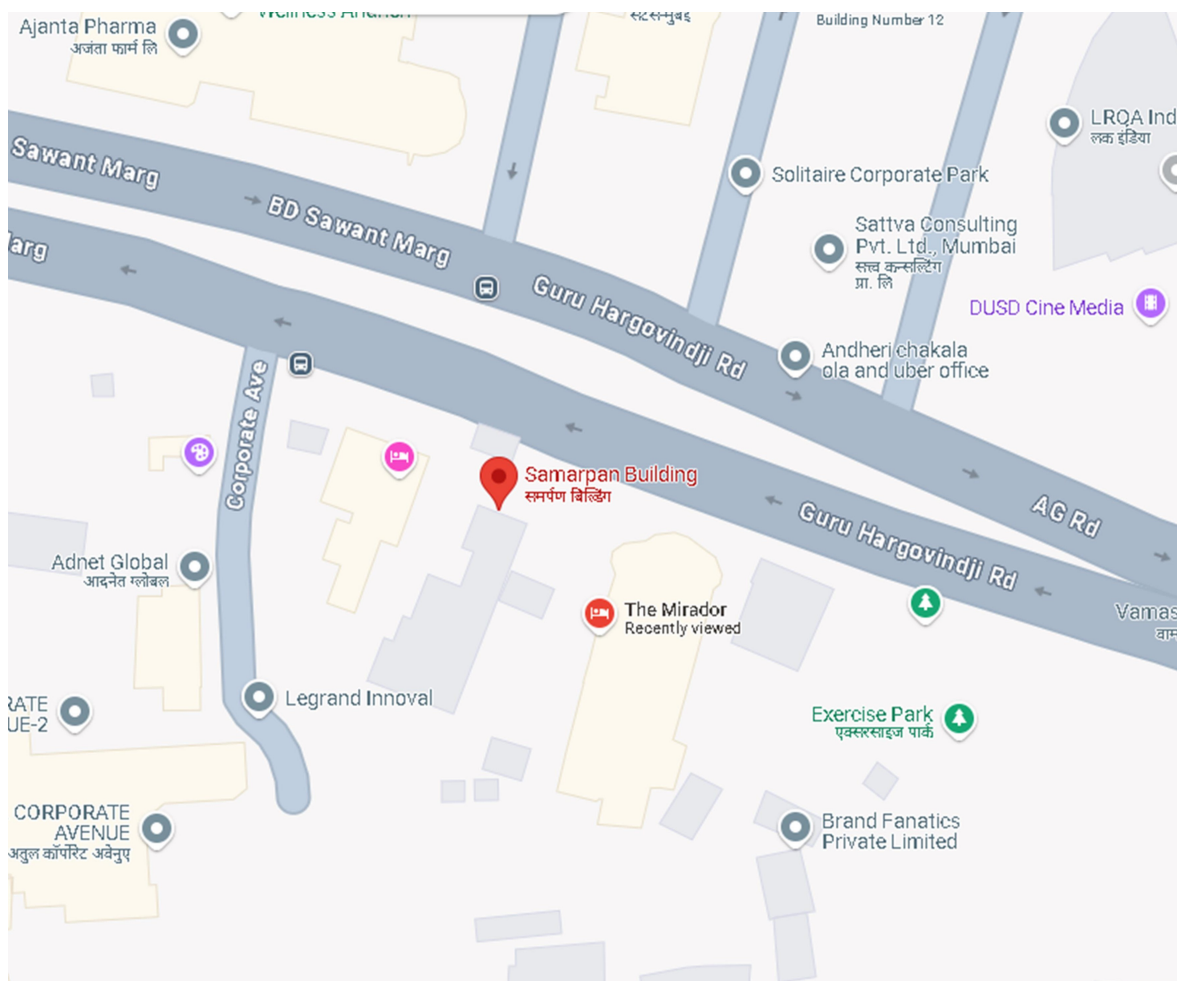 Ajanta Pharma
अजंता फार्म लि
Building Number 12
LRQA Ind
लक इंडिया
Sawant Marg
Solitaire Corporate Park
BD Sawant Marg
Sattva Consulting
Pvt. Ltd., Mumbai
सत्त्व कन्सल्टिंग
प्रा. लि
arg
Guru Hargovindji Rd
DUSD Cine Media
Andheri chakala
ola and uber office
Corporate Ave
Samarpan Building
समर्पण बिल्डिंग
AG Rd
Guru Hargovindji Rd
Adnet Global
आदनेत ग्लोबल
The Mirador
Recently viewed
Vamas
वाम
Legrand Innoval
RATE
UE-2
Exercise Park
एक्सरसाइज पार्क
CORPORATE
AVENUE
अतुल कॉर्पोरेट अवेनुए
Brand Fanatics
Private Limited